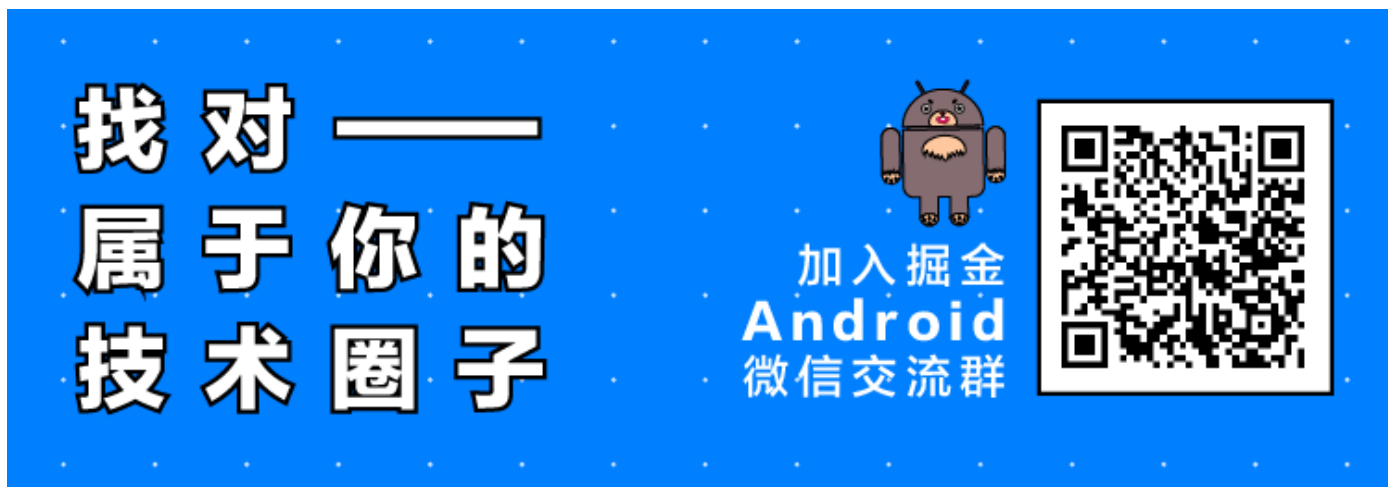 找对——
属于你的
技术圈子
加入掘金
Android
微信交流群